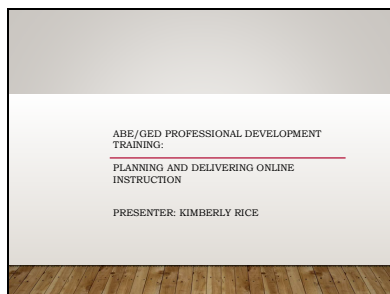 ABE/GED PROFESSIONAL DEVELOPMENT
TRAINING:
PLANNING AND DELIVERING ONLINE
INSTRUCTION
PRESENTER: KIMBERLY RICE